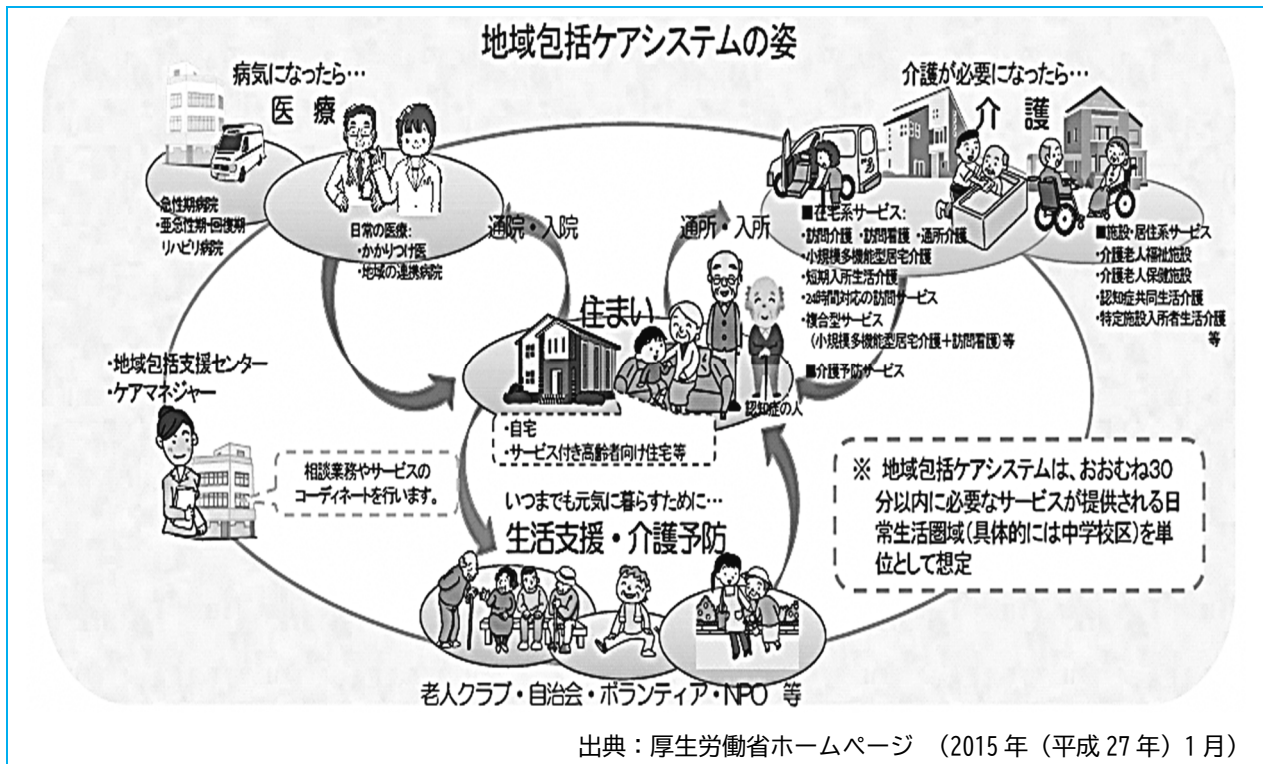 地域包括ケアシステムの姿
病気になったら…
医療
急性期病院
・亜急性期・回復期
リハビリ病院
日常の医療:
・かかりつけ医
・地域の連携病院
通院・入院
通所・入所
介護が必要になったら…
介護
■在宅系サービス:
・訪問介護 ・訪問看護 ・通所介護
・小規模多機能型居宅介護
・短期入所生活介護
・24時間対応の訪問サービス
・複合型サービス
(小規模多機能型居宅介護+訪問看護)等
■介護予防サービス
■施設・居住系サービス
・介護老人福祉施設
・介護老人保健施設
・認知症共同生活介護
・特定施設入所者生活介護
等
住まい
認知症の人
・自宅
・サービス付き高齢者向け住宅等
・地域包括支援センター
・ケアマネジャー
相談業務やサービスの
コーディネートを行います。
いつまでも元気に暮らすために…
生活支援・介護予防
老人クラブ・自治会・ボランティア・NPO 等
※ 地域包括ケアシステムは、おおむね30
分以内に必要なサービスが提供される日
常生活圏域(具体的には中学校区)を単
位として想定
出典:厚生労働省ホームページ (2015年(平成27年)1月)